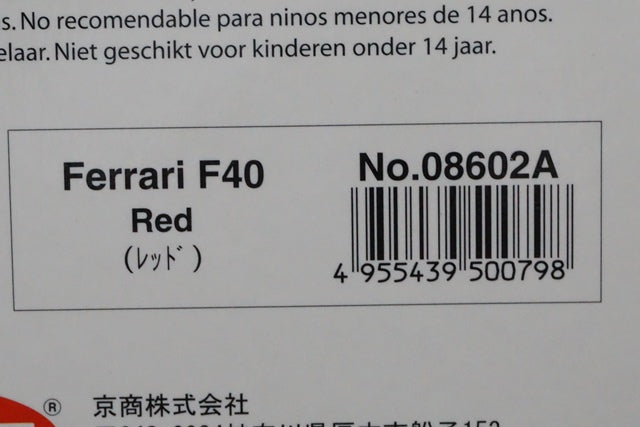 s. No recomendable para ninos menores de 14 anos.
elaar. Niet geschikt voor kinderen onder 14 jaar.
Ferrari F40
Red
(ﾚｯﾄﾞ)
No.08602A
4 955439 500798
® 京商株式会社